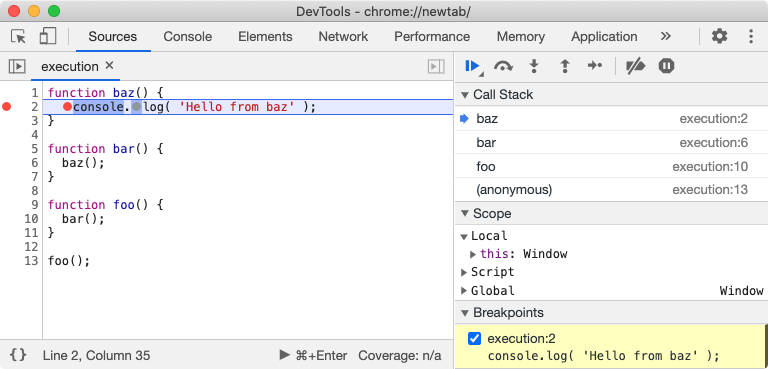 DevTools - chrome://newtab/
Sources Console Elements Network Performance Memory Application »
execution ×
1 function baz() {
2 console.log( 'Hello from baz' );
3 }
4
5 function bar() {
6 baz();
7 }
8
9 function foo() {
10 bar();
11 }
12
13 foo();
{} Line 2, Column 35 ⌘+Enter Coverage: n/a
Call Stack
baz execution:2
bar execution:6
foo execution:10
(anonymous) execution:13
Scope
Local
this: Window
Script
Global Window
Breakpoints
execution:2
console.log( 'Hello from baz' );